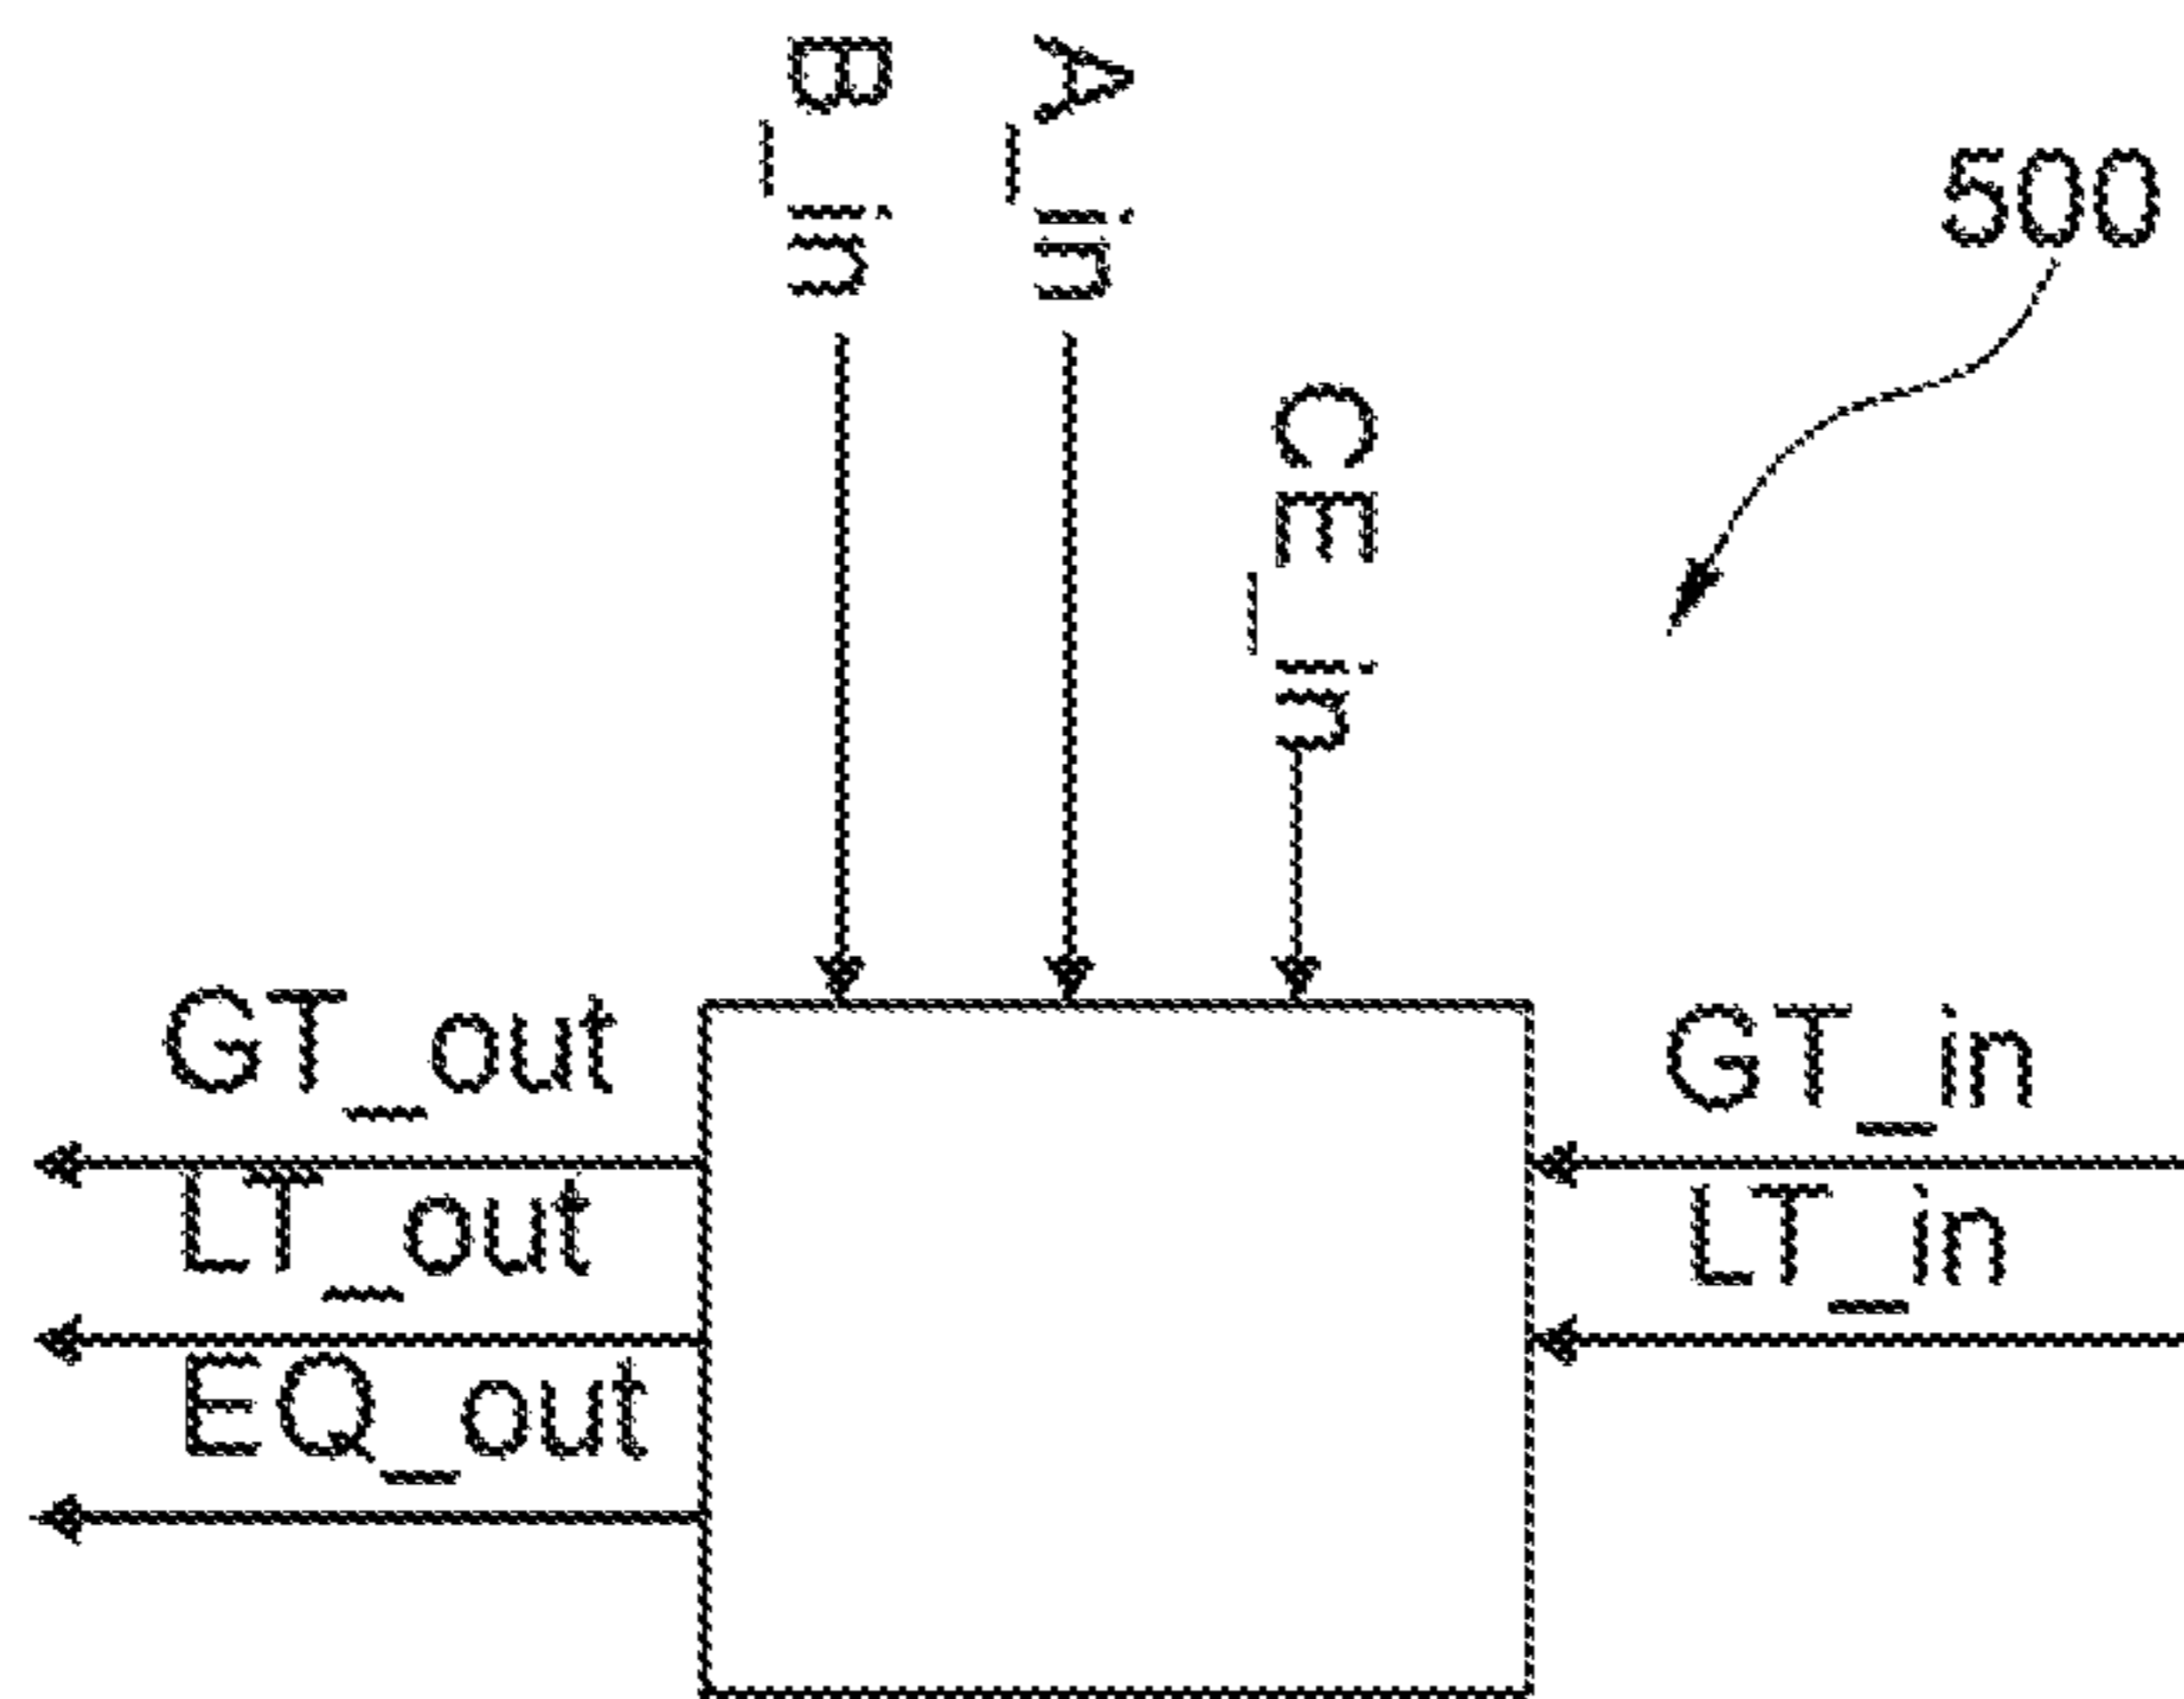 B_in
A_in
500
CE_in
GT_out
GT_in
LT_out
LT_in
EQ_out